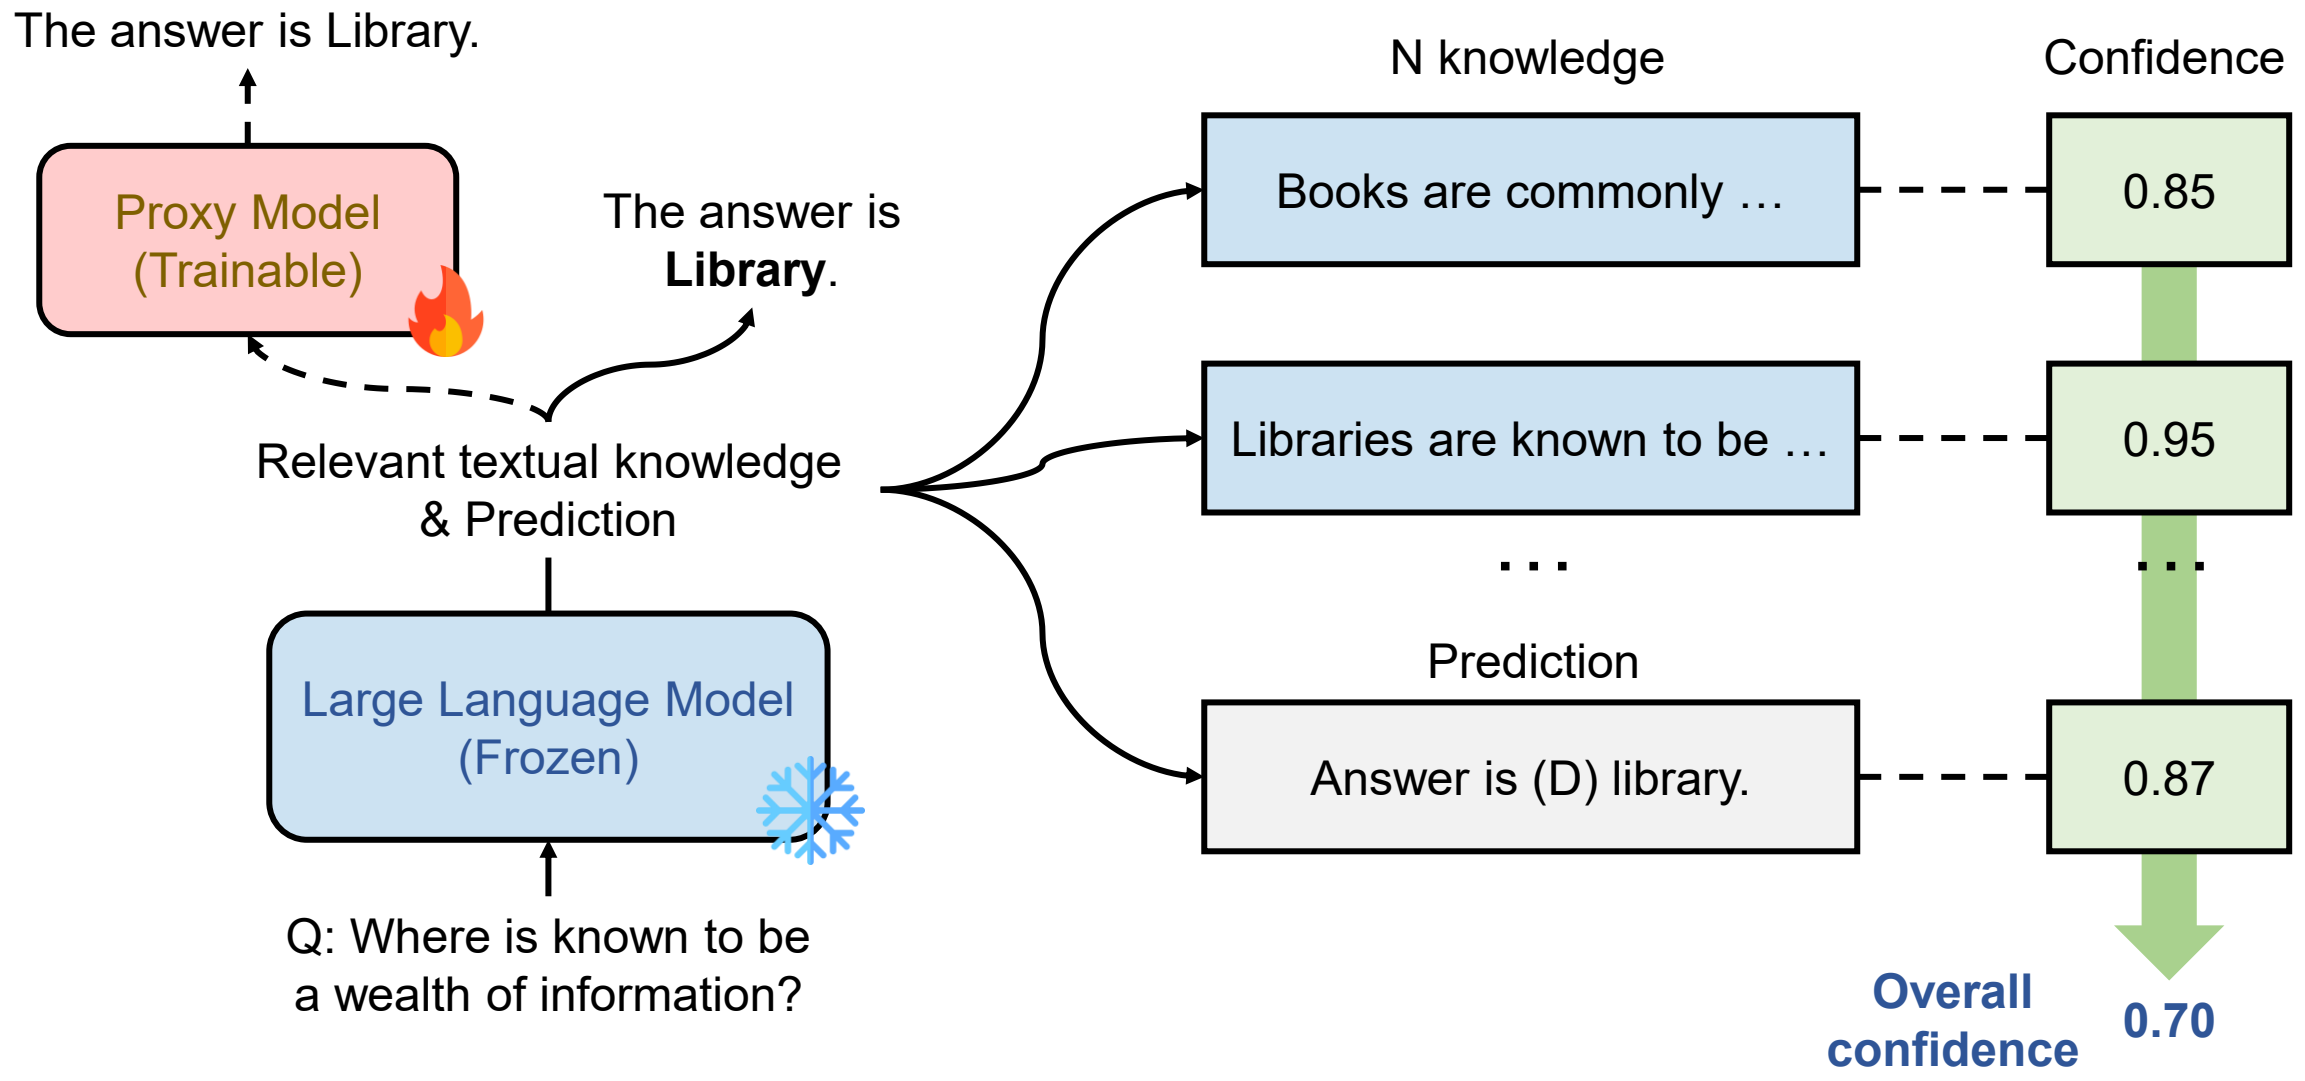 The answer is Library.
Proxy Model
(Trainable)
The answer is
Library.
Relevant textual knowledge
& Prediction
Large Language Model
(Frozen)
Q: Where is known to be
a wealth of information?
N knowledge
Confidence
Books are commonly …
0.85
Libraries are known to be …
0.95
…
…
Prediction
Answer is (D) library.
0.87
Overall
confidence
0.70